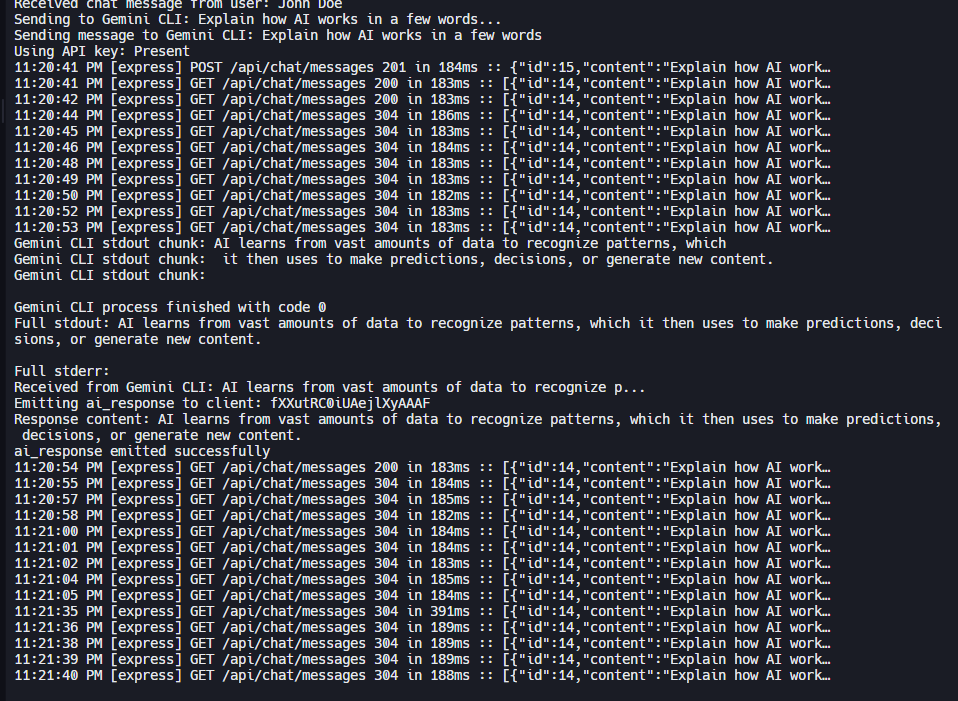 Received chat message from user: John Doe
Sending to Gemini CLI: Explain how AI works in a few words...
Sending message to Gemini CLI: Explain how AI works in a few words
Using API key: Present
11:20:41 PM [express] POST /api/chat/messages 201 in 184ms :: {"id":15,"content":"Explain how AI work…
11:20:41 PM [express] GET /api/chat/messages 200 in 183ms :: [{"id":14,"content":"Explain how AI work…
11:20:42 PM [express] GET /api/chat/messages 200 in 183ms :: [{"id":14,"content":"Explain how AI work…
11:20:44 PM [express] GET /api/chat/messages 304 in 186ms :: [{"id":14,"content":"Explain how AI work…
11:20:45 PM [express] GET /api/chat/messages 304 in 183ms :: [{"id":14,"content":"Explain how AI work…
11:20:46 PM [express] GET /api/chat/messages 304 in 184ms :: [{"id":14,"content":"Explain how AI work…
11:20:48 PM [express] GET /api/chat/messages 304 in 183ms :: [{"id":14,"content":"Explain how AI work…
11:20:49 PM [express] GET /api/chat/messages 304 in 183ms :: [{"id":14,"content":"Explain how AI work…
11:20:50 PM [express] GET /api/chat/messages 304 in 182ms :: [{"id":14,"content":"Explain how AI work…
11:20:52 PM [express] GET /api/chat/messages 304 in 183ms :: [{"id":14,"content":"Explain how AI work…
11:20:53 PM [express] GET /api/chat/messages 304 in 183ms :: [{"id":14,"content":"Explain how AI work…
Gemini CLI stdout chunk: AI learns from vast amounts of data to recognize patterns, which
Gemini CLI stdout chunk:  it then uses to make predictions, decisions, or generate new content.
Gemini CLI stdout chunk:
Gemini CLI process finished with code 0
Full stdout: AI learns from vast amounts of data to recognize patterns, which it then uses to make predictions, deci
sions, or generate new content.
Full stderr:
Received from Gemini CLI: AI learns from vast amounts of data to recognize p...
Emitting ai_response to client: fXXutRC0iUAejlXyAAAF
Response content: AI learns from vast amounts of data to recognize patterns, which it then uses to make predictions,
 decisions, or generate new content.
ai_response emitted successfully
11:20:54 PM [express] GET /api/chat/messages 200 in 183ms :: [{"id":14,"content":"Explain how AI work…
11:20:55 PM [express] GET /api/chat/messages 304 in 184ms :: [{"id":14,"content":"Explain how AI work…
11:20:57 PM [express] GET /api/chat/messages 304 in 185ms :: [{"id":14,"content":"Explain how AI work…
11:20:58 PM [express] GET /api/chat/messages 304 in 182ms :: [{"id":14,"content":"Explain how AI work…
11:21:00 PM [express] GET /api/chat/messages 304 in 184ms :: [{"id":14,"content":"Explain how AI work…
11:21:01 PM [express] GET /api/chat/messages 304 in 184ms :: [{"id":14,"content":"Explain how AI work…
11:21:02 PM [express] GET /api/chat/messages 304 in 183ms :: [{"id":14,"content":"Explain how AI work…
11:21:04 PM [express] GET /api/chat/messages 304 in 185ms :: [{"id":14,"content":"Explain how AI work…
11:21:05 PM [express] GET /api/chat/messages 304 in 184ms :: [{"id":14,"content":"Explain how AI work…
11:21:35 PM [express] GET /api/chat/messages 304 in 391ms :: [{"id":14,"content":"Explain how AI work…
11:21:36 PM [express] GET /api/chat/messages 304 in 189ms :: [{"id":14,"content":"Explain how AI work…
11:21:38 PM [express] GET /api/chat/messages 304 in 189ms :: [{"id":14,"content":"Explain how AI work…
11:21:39 PM [express] GET /api/chat/messages 304 in 189ms :: [{"id":14,"content":"Explain how AI work…
11:21:40 PM [express] GET /api/chat/messages 304 in 188ms :: [{"id":14,"content":"Explain how AI work…